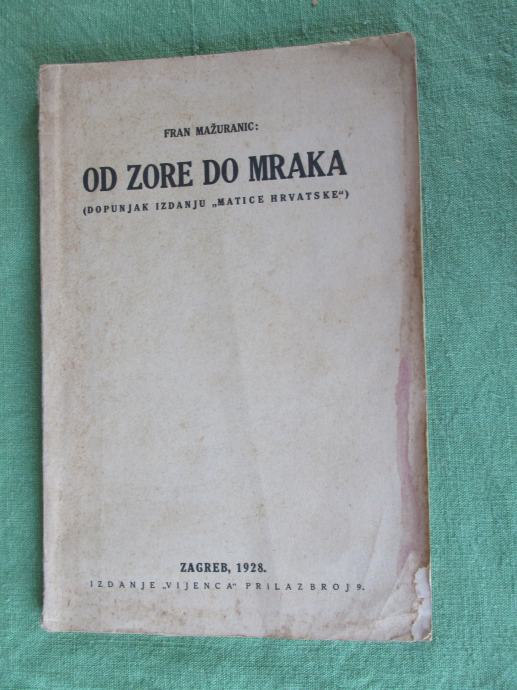 FRAN MAŽURANIC:
OD ZORE DO MRAKA
(DOPUNJAK IZDANJU „MATICE HRVATSKE“)
ZAGREB, 1928.
IZDANJE „VIJENCA“ PRILAZ BROJ 9.